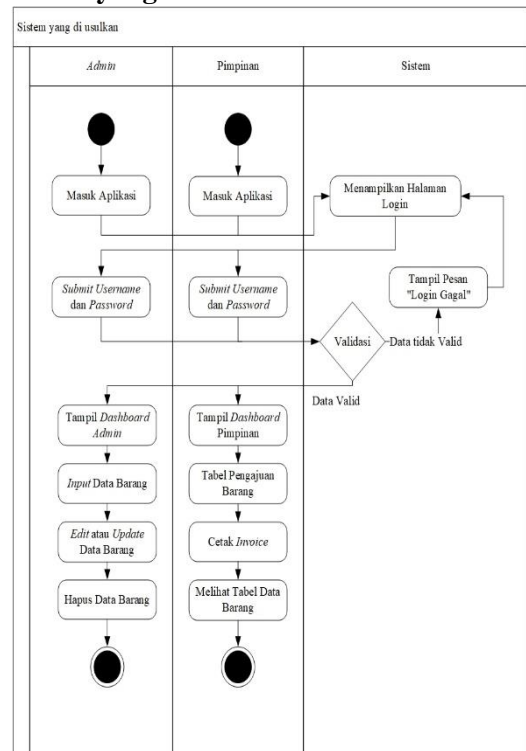 Sistem yang di usulkan
Admin
Pimpinan
Sistem
Masuk Aplikasi
Masuk Aplikasi
Menampilkan Halaman
Login
Submit Username
dan Password
Submit Username
dan Password
Tampil Pesan
"Login Gagal"
Validasi
Data tidak Valid
Data Valid
Tampil Dashboard
Admin
Tampil Dashboard
Pimpinan
Input Data Barang
Tabel Pengajuan
Barang
Edit atau Update
Data Barang
Cetak Invoice
Hapus Data Barang
Melihat Tabel Data
Barang